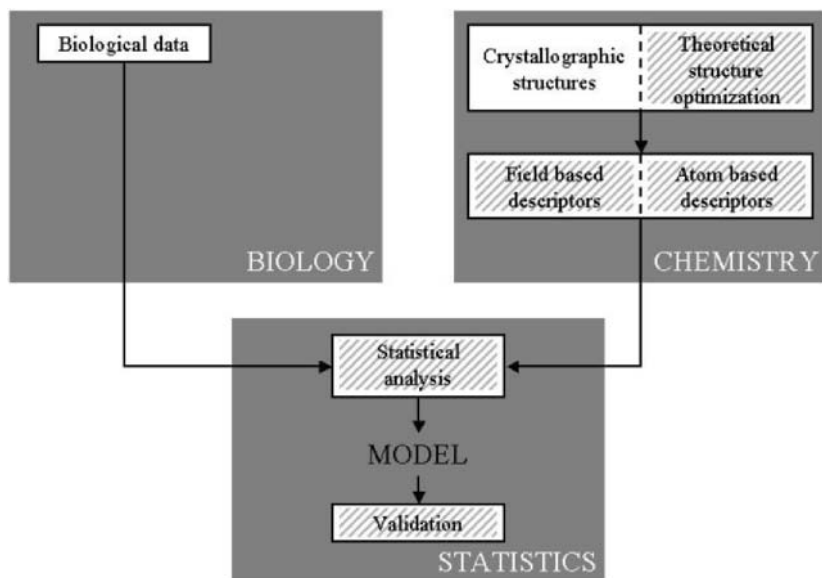 Biological data
BIOLOGY
Crystallographic
structures
Theoretical
structure
optimization
Field based
descriptors
Atom based
descriptors
CHEMISTRY
Statistical
analysis
MODEL
Validation
STATISTICS